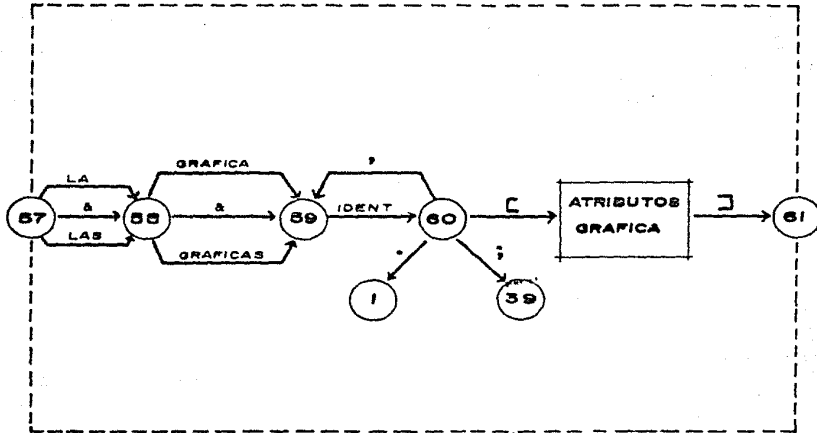 GRAFICA
,
LA
57
&
58
&
59
IDENT
60
[
ATRIBUTOS
GRAFICA
]
61
LAS
GRAFICAS
.
;
1
39